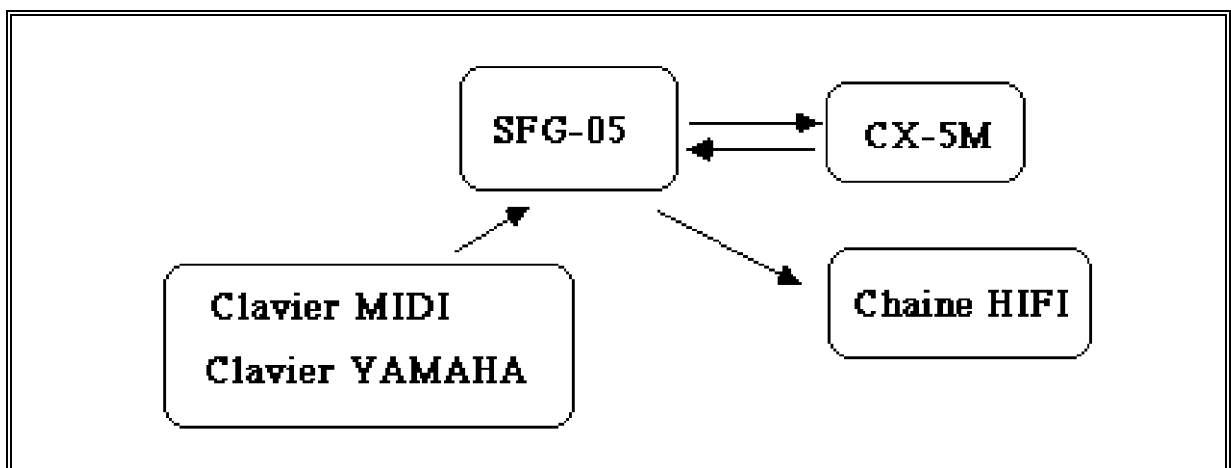 SFG-05
CX-5M
Clavier MIDI
Clavier YAMAHA
Chaine HIFI